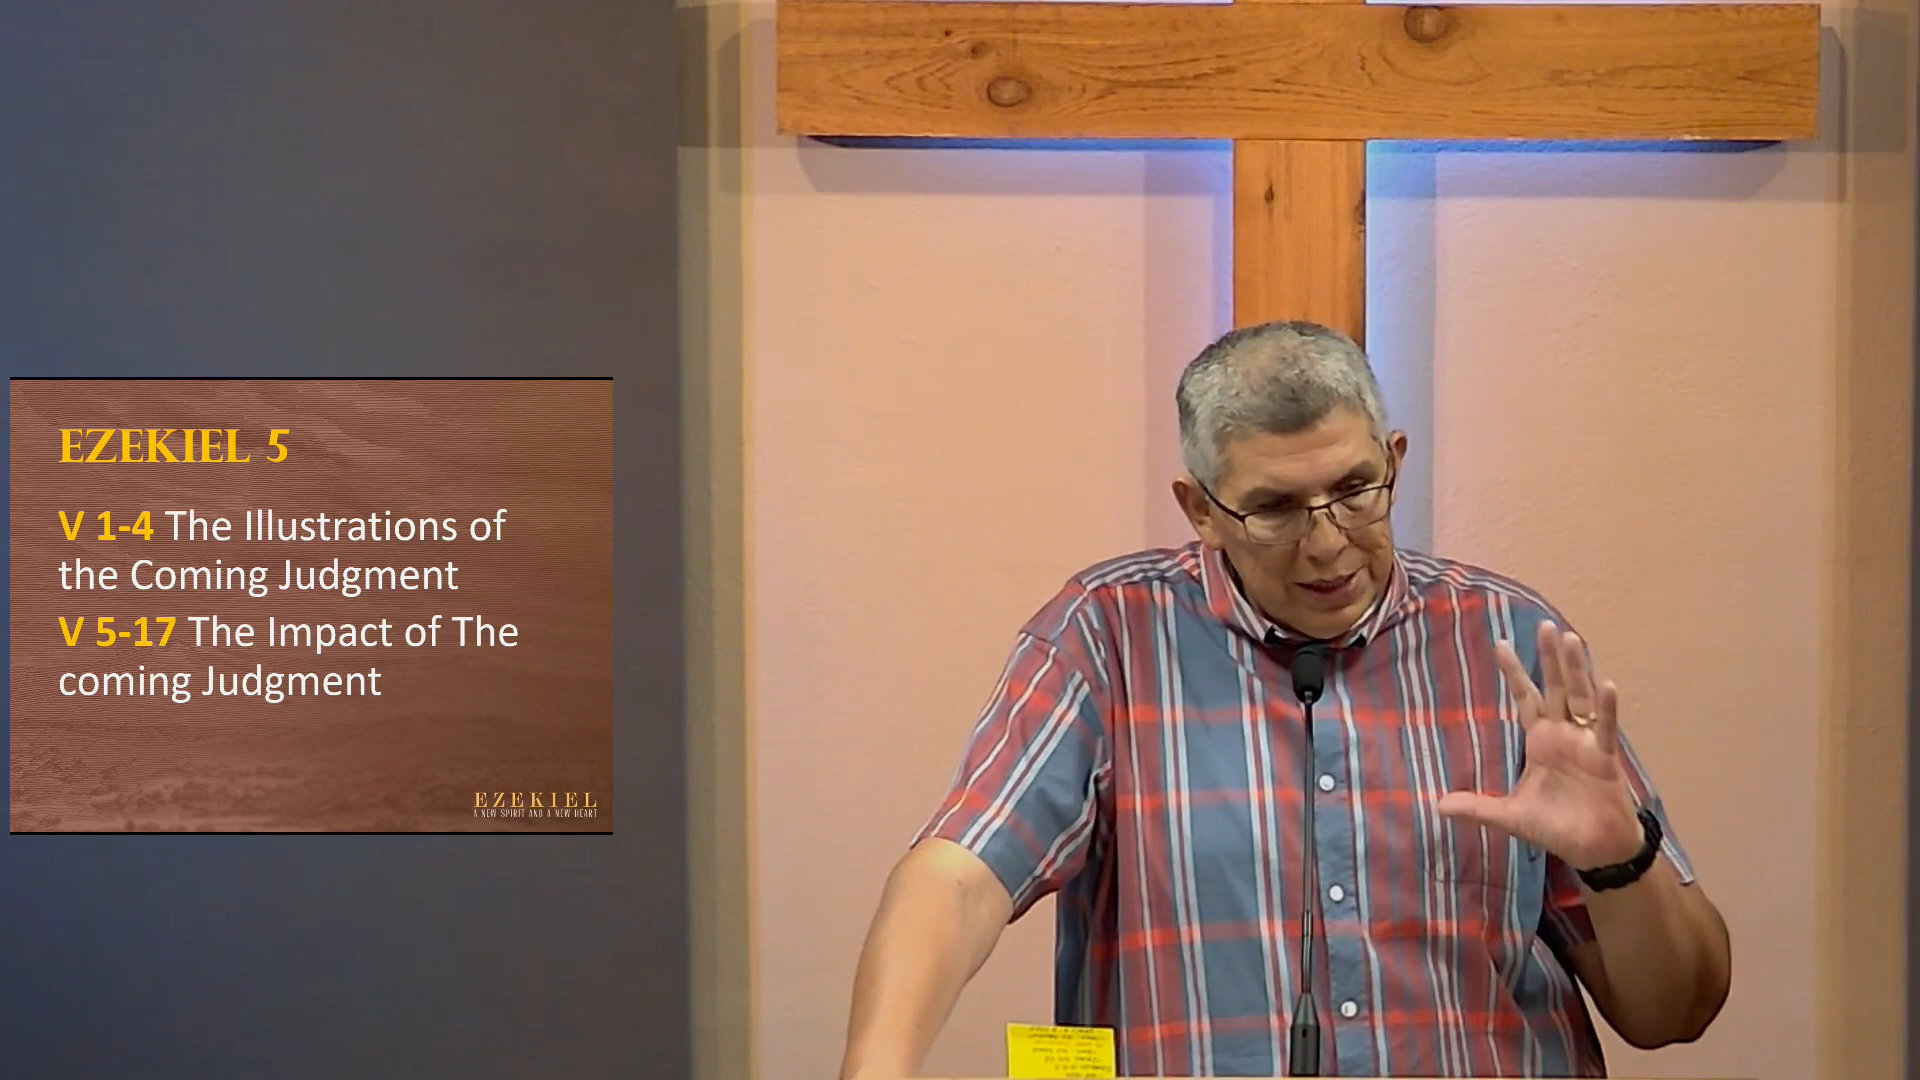 EZEKIEL 5
V 1-4 The Illustrations of
the Coming Judgment
V 5-17 The Impact of The
coming Judgment
EZEKIEL
A NEW SPIRIT AND A NEW HEART